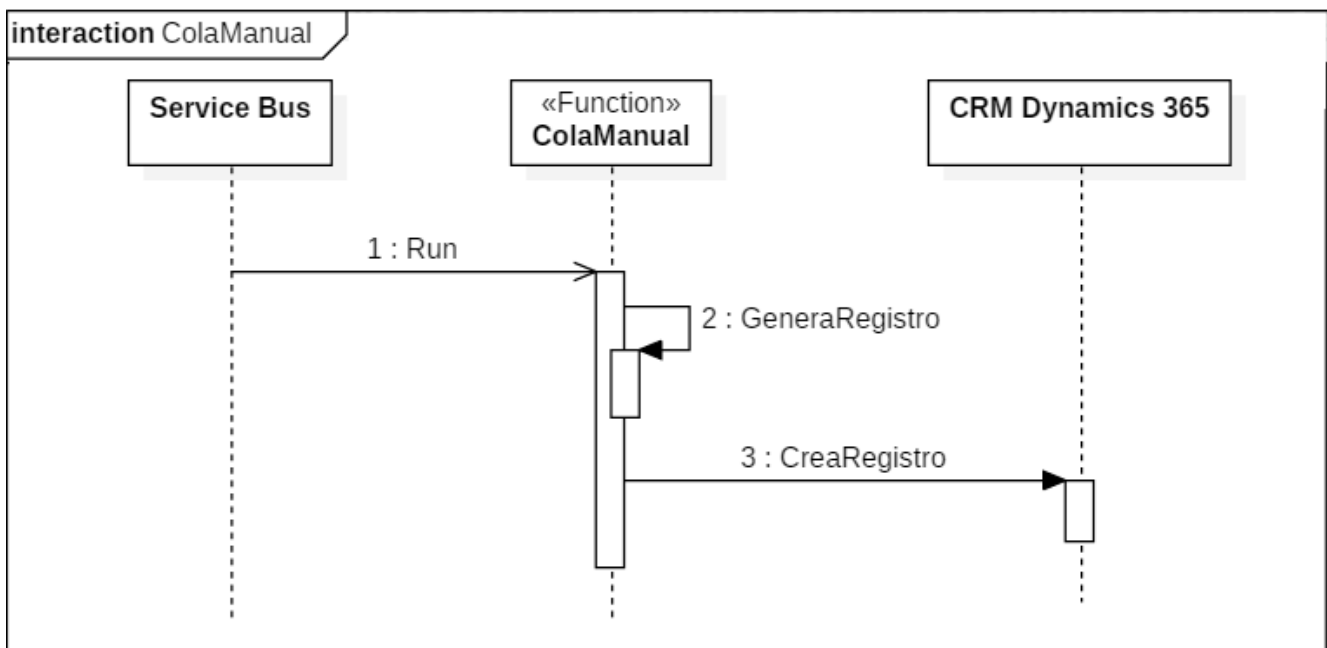 interaction ColaManual
Service Bus
«Function»
ColaManual
CRM Dynamics 365
1 : Run
2 : GeneraRegistro
3 : CreaRegistro